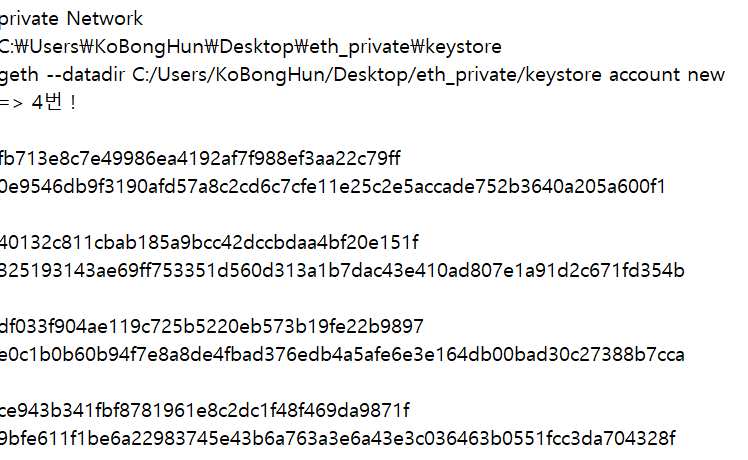 private Network
C:\Users\KoBongHun\Desktop\eth_private\keystore
geth --datadir C:/Users/KoBongHun/Desktop/eth_private/keystore account new
=> 4번 !
fb713e8c7e49986ea4192af7f988ef3aa22c79ff
0e9546db9f3190afd57a8c2cd6c7cfe11e25c2e5accade752b3640a205a600f1
40132c811cbab185a9bcc42dccbdaa4bf20e151f
325193143ae69ff753351d560d313a1b7dac43e410ad807e1a91d2c671fd354b
df033f904ae119c725b5220eb573b19fe22b9897
e0c1b0b60b94f7e8a8de4fbad376edb4a5afe6e3e164db00bad30c27388b7cca
ce943b341fbf8781961e8c2dc1f48f469da9871f
9bfe611f1be6a22983745e43b6a763a3e6a43e3c036463b0551fcc3da704328f